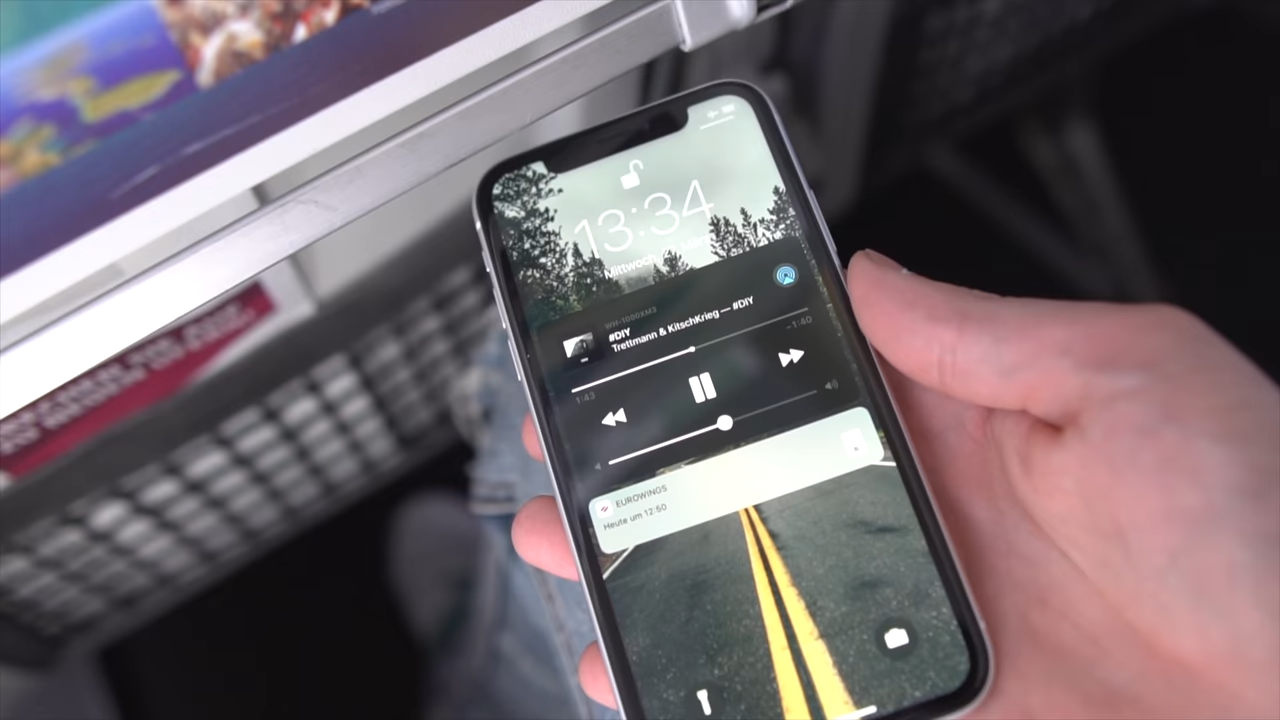 13:34
Mittwoch
WH-1000XM3
#DIY
Trettmann & KitschKrieg — #DIY
1:43
-1:40
EUROWINGS
Heute um 12:50